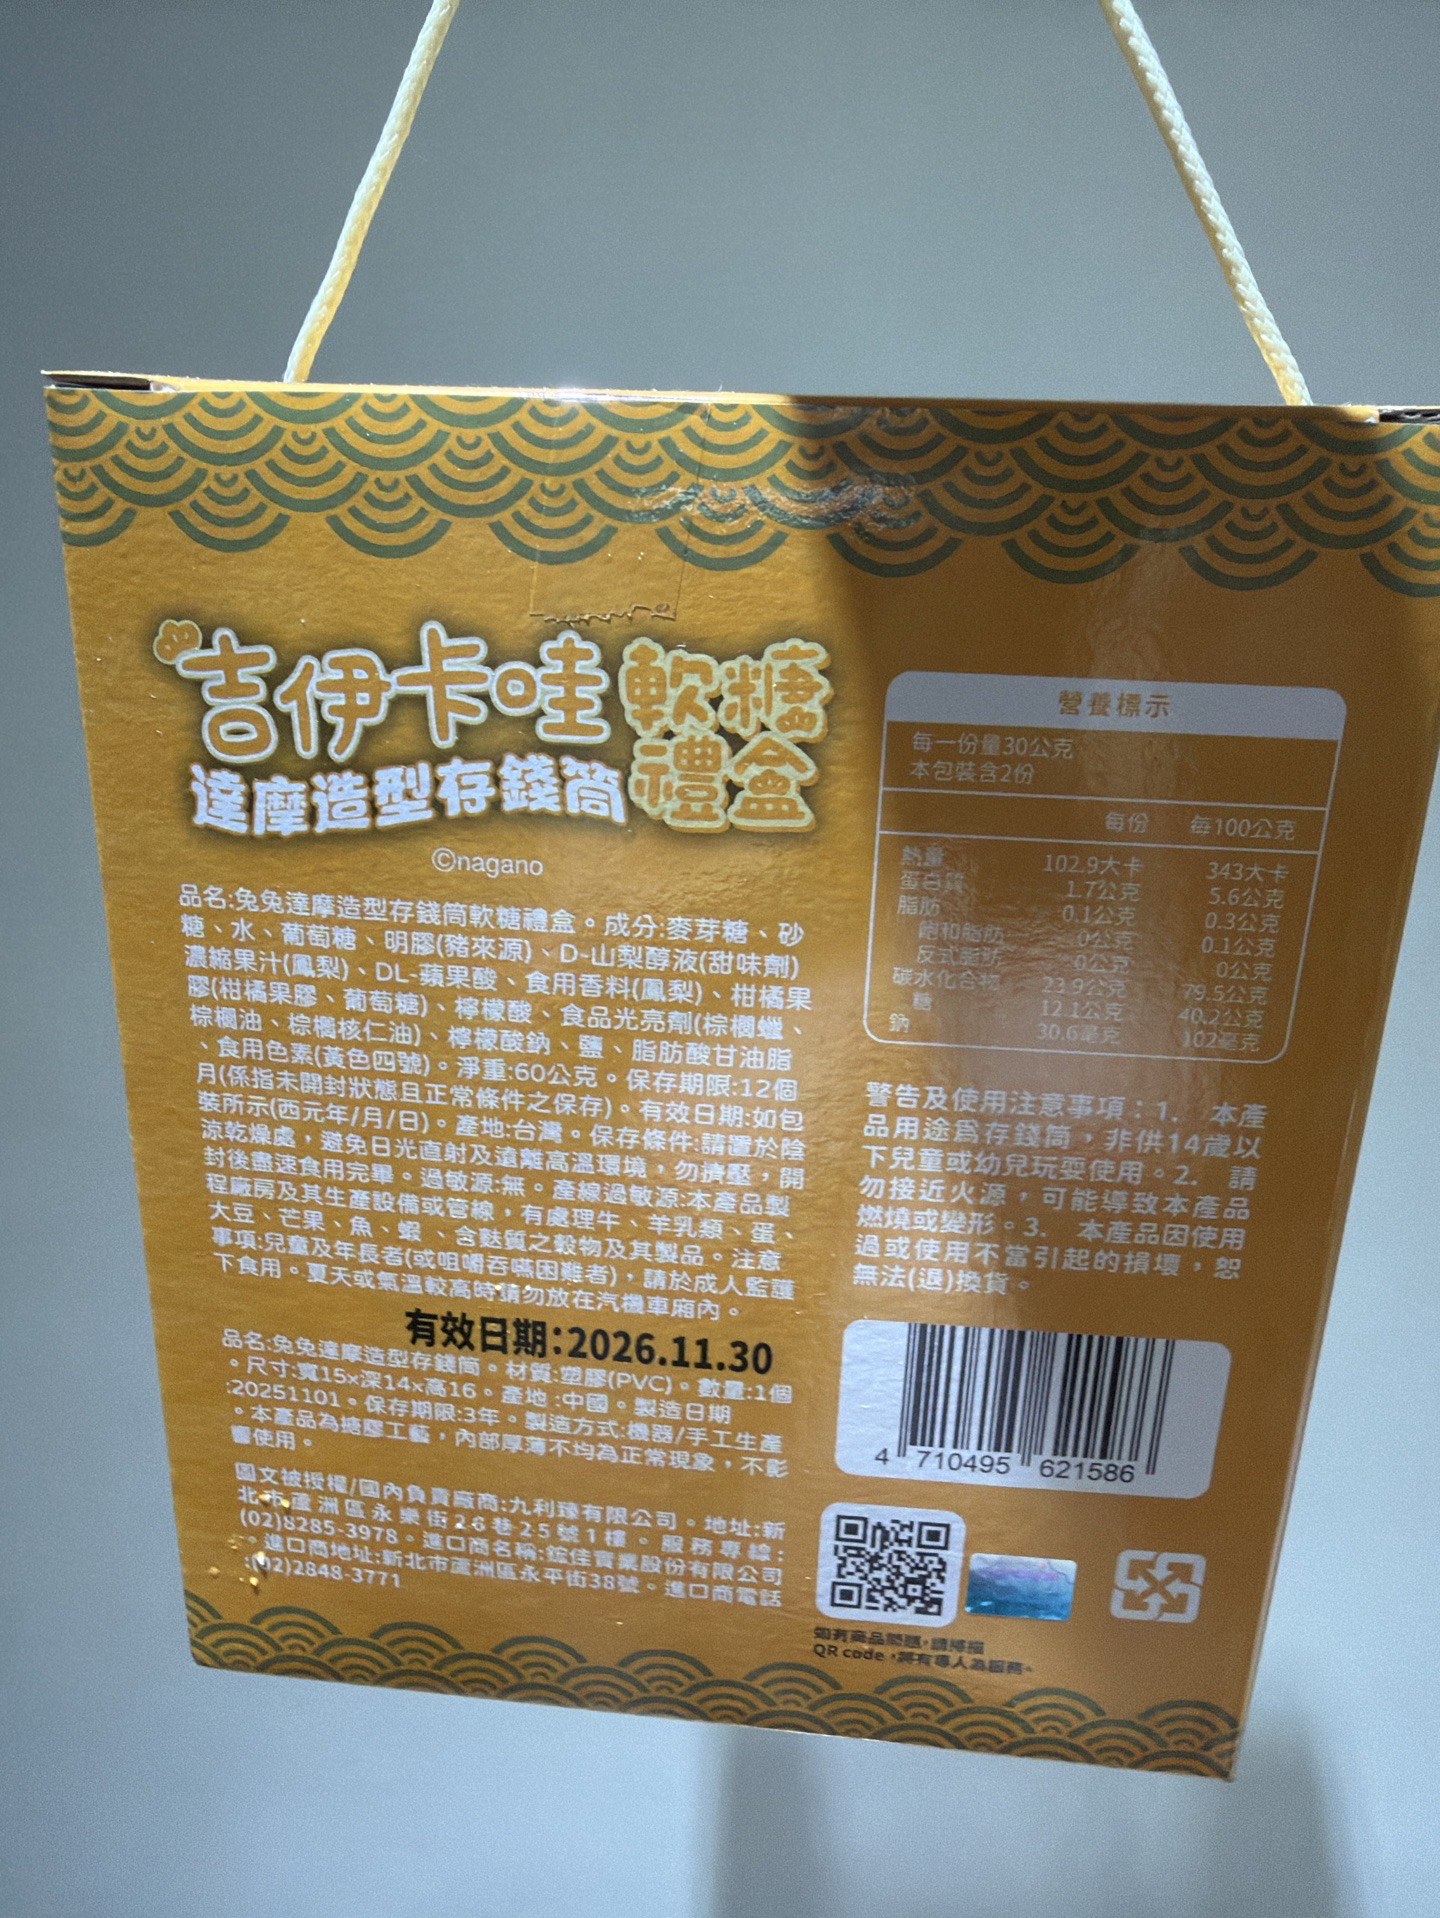 吉伊卡哇
軟糖
禮盒
達摩造型存錢筒
©nagano
品名:兔兔達摩造型存錢筒軟糖禮盒。成分:麥芽糖、砂
糖、水、葡萄糖、明膠(豬來源)、D-山梨醇液(甜味劑)
濃縮果汁(鳳梨)、DL-蘋果酸、食用香料(鳳梨)、柑橘果
膠(柑橘果膠、葡萄糖)、檸檬酸、食品光亮劑(棕櫚蠟、
棕櫚油、棕櫚核仁油)、檸檬酸鈉、鹽、脂肪酸甘油脂
、食用色素(黃色四號)。淨重:60公克。保存期限:12個
月(係指未開封狀態且正常條件之保存)。有效日期:如包
裝所示(西元年/月/日)。產地:台灣。保存條件:請置於陰
涼乾燥處，避免日光直射及遠離高溫環境，勿擠壓，開
封後盡速食用完畢。過敏源:無。產線過敏源:本產品製
程廠房及其生產設備或管線，有處理牛、羊乳類、蛋、
大豆、芒果、魚、蝦、含麩質之穀物及其製品。注意
事項:兒童及年長者(或咀嚼吞嚥困難者)，請於成人監護
下食用。夏天或氣溫較高時請勿放在汽機車廂內。
有效日期:2026.11.30
品名:兔兔達摩造型存錢筒。材質:塑膠(PVC)。數量:1個
。尺寸:寬15×深14×高16。產地:中國。製造日期
:20251101。保存期限:3年。製造方式:機器/手工生產
。本產品為搪膠工藝，內部厚薄不均為正常現象，不影
響使用。
圖文被授權/國內負責廠商:九利臻有限公司。地址:新
北市蘆洲區永樂街26巷25號1樓。服務專線:
(02)8285-3978。進口商名稱:鋐佳實業股份有限公司
。進口商地址:新北市蘆洲區永平街38號。進口商電話
:(02)2848-3771
營養標示
每一份量30公克
本包裝含2份
每份 每100公克
熱量 102.9大卡 343大卡
蛋白質 1.7公克 5.6公克
脂肪 0.1公克 0.3公克
飽和脂肪 0公克 0.1公克
反式脂肪 0公克 0公克
碳水化合物 23.9公克 79.5公克
糖 12.1公克 40.2公克
鈉 30.6毫克 102毫克
警告及使用注意事項：1. 本產
品用途為存錢筒，非供14歲以
下兒童或幼兒玩耍使用。2. 請
勿接近火源，可能導致本產品
燃燒或變形。3. 本產品因使用
過或使用不當引起的損壞，恕
無法(退)換貨。
4 710495 621586
如有商品問題，請掃描
QR code，將有專人為服務。